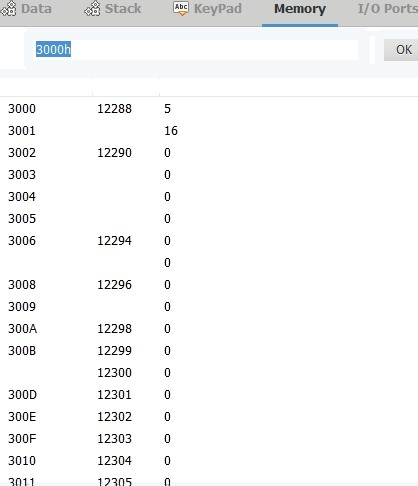 Data Stack Abc KeyPad Memory I/O Ports
3000h OK
3000 12288 5
3001 16
3002 12290 0
3003 0
3004 0
3005 0
3006 12294 0
0
3008 12296 0
3009 0
300A 12298 0
300B 12299 0
12300 0
300D 12301 0
300E 12302 0
300F 12303 0
3010 12304 0
3011 12305 0